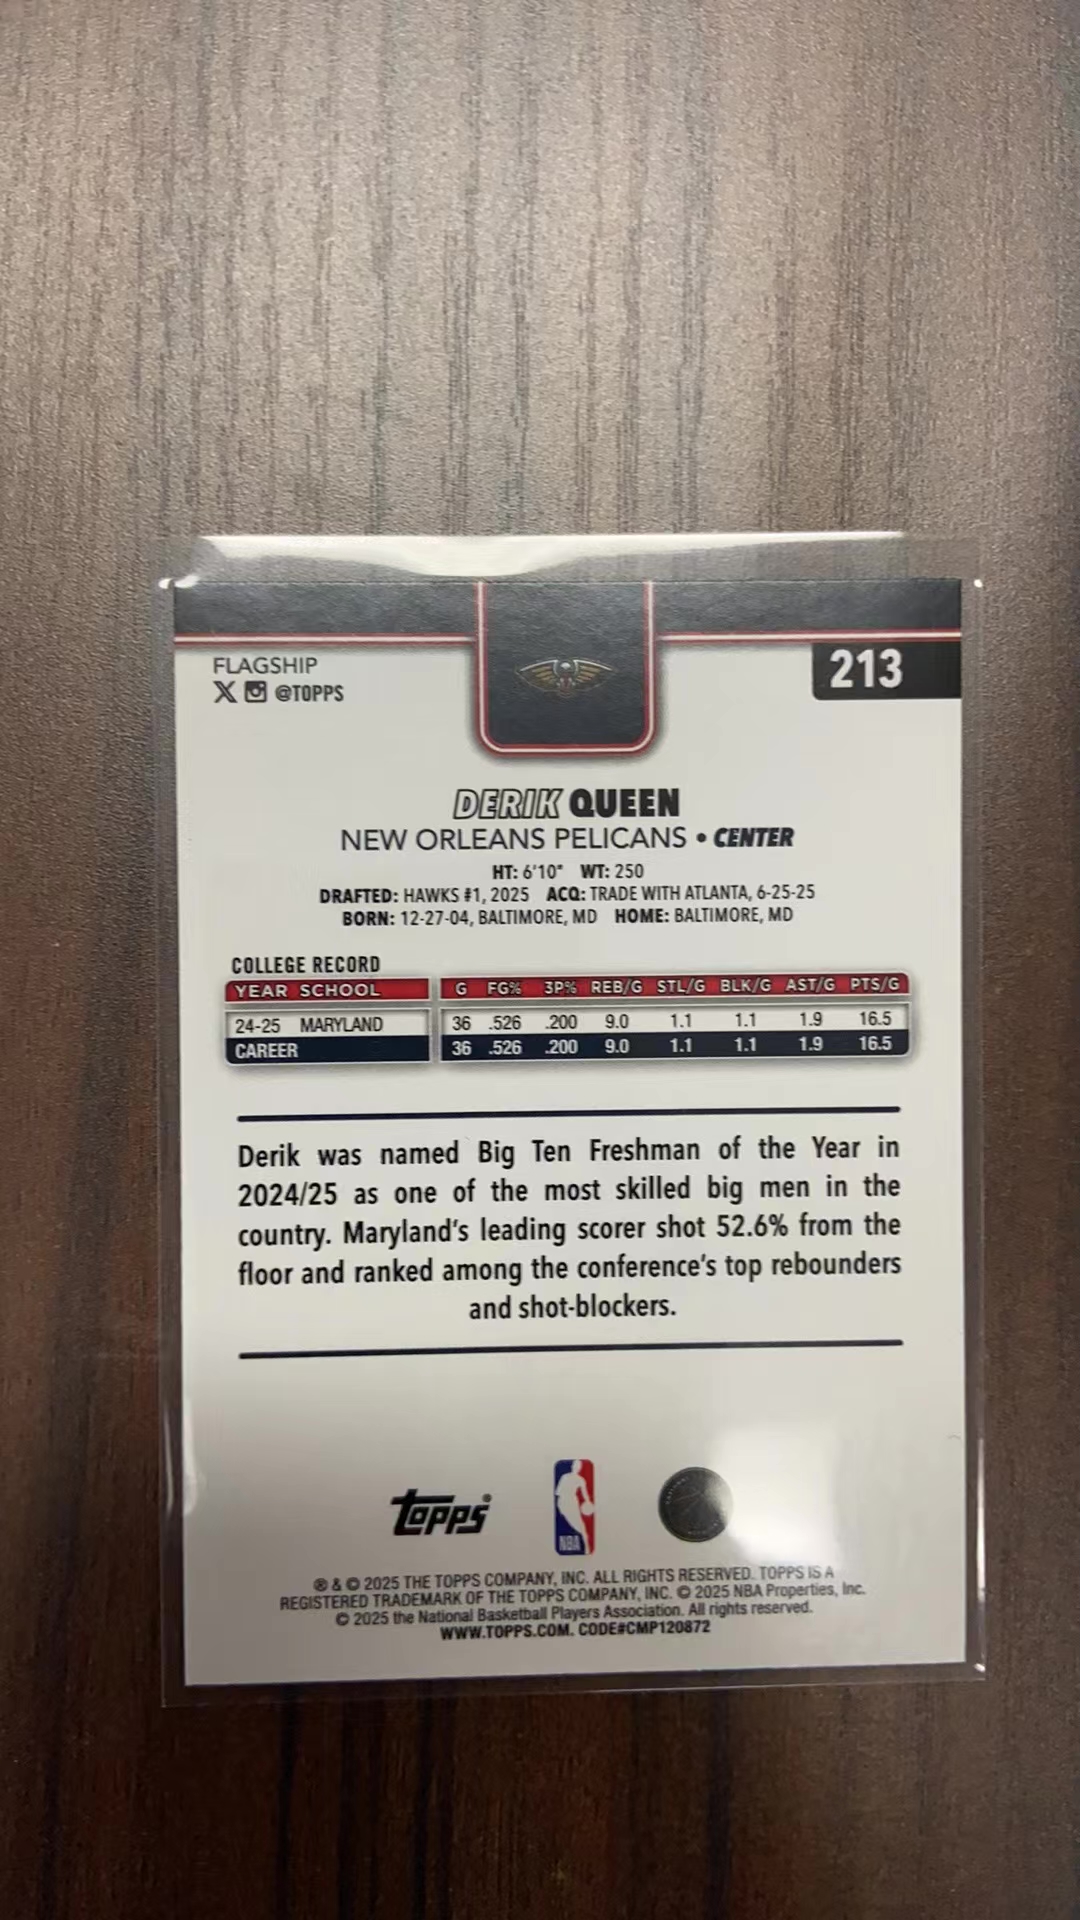 FLAGSHIP
213
X @TOPPS
DERIK QUEEN
NEW ORLEANS PELICANS • CENTER
HT: 6'10" WT: 250
DRAFTED: HAWKS #1, 2025 ACQ: TRADE WITH ATLANTA, 6-25-25
BORN: 12-27-04, BALTIMORE, MD HOME: BALTIMORE, MD
COLLEGE RECORD
YEAR SCHOOL G FG% 3P% REB/G STL/G BLK/G AST/G PTS/G
24-25 MARYLAND 36 .526 .200 9.0 1.1 1.1 1.9 16.5
CAREER 36 .526 .200 9.0 1.1 1.1 1.9 16.5
Derik was named Big Ten Freshman of the Year in
2024/25 as one of the most skilled big men in the
country. Maryland's leading scorer shot 52.6% from the
floor and ranked among the conference's top rebounders
and shot-blockers.
topps®
NBA
® & © 2025 THE TOPPS COMPANY, INC. ALL RIGHTS RESERVED. TOPPS IS A
REGISTERED TRADEMARK OF THE TOPPS COMPANY, INC. © 2025 NBA Properties, Inc.
© 2025 the National Basketball Players Association. All rights reserved.
WWW.TOPPS.COM. CODE#CMP120872